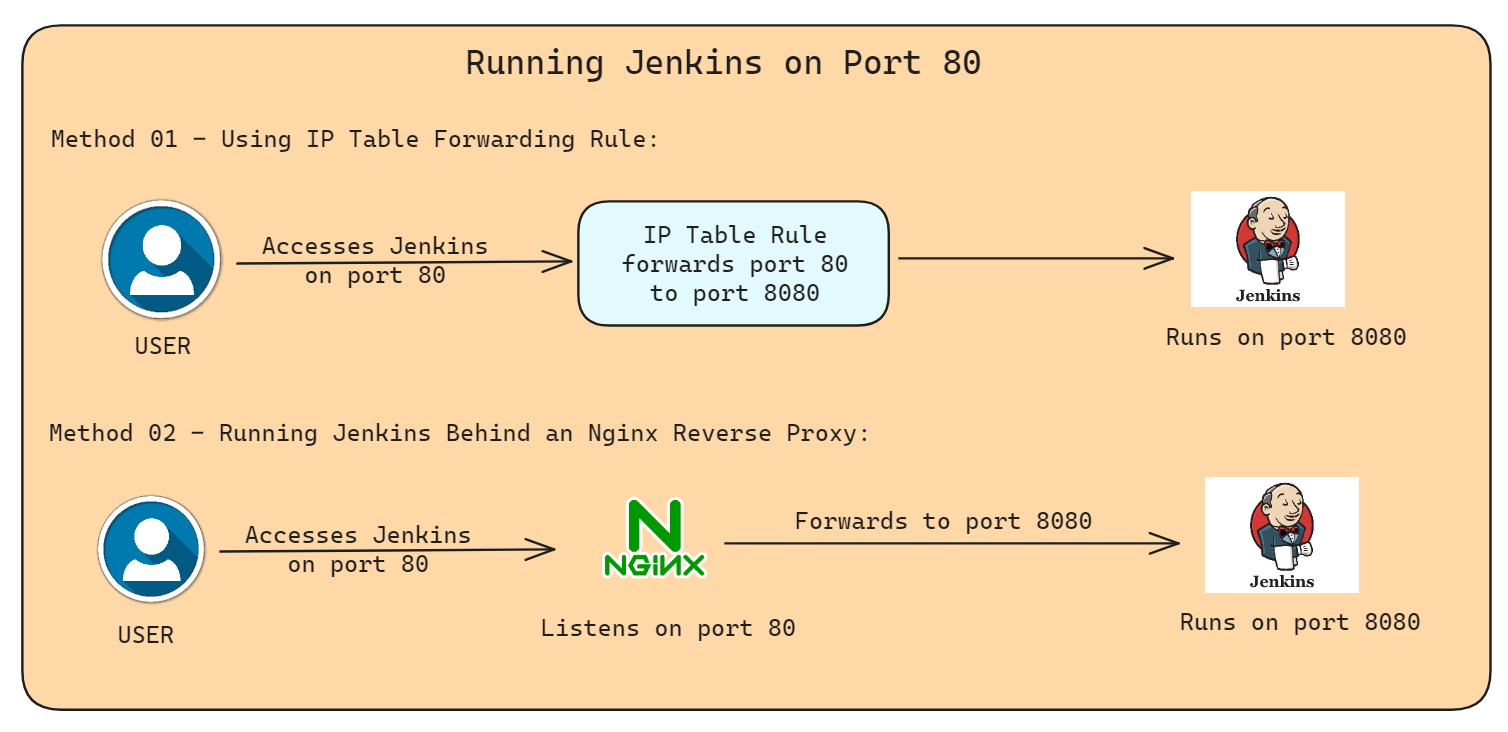 Running Jenkins on Port 80
Method 01 - Using IP Table Forwarding Rule:
Accesses Jenkins
on port 80
IP Table Rule
forwards port 80
to port 8080
Jenkins
USER
Runs on port 8080
Method 02 - Running Jenkins Behind an Nginx Reverse Proxy:
Accesses Jenkins
on port 80
NGINX
Forwards to port 8080
Jenkins
USER
Listens on port 80
Runs on port 8080